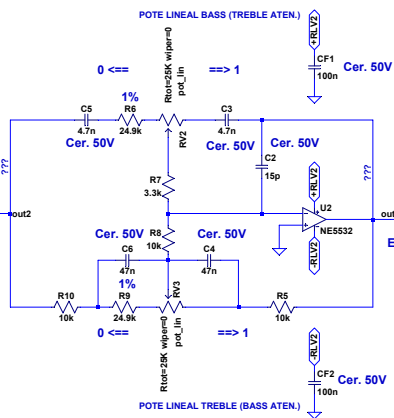 POTE LINEAL BASS (TREBLE ATEN.)
+RLV2
CF1
100n
Cer. 50V
0 <==
==> 1
Rtot=25K wiper=0
pot_lin
1%
C5
4.7n
R6
24.9k
C3
4.7n
Cer. 50V
RV2
Cer. 50V
Cer. 50V
C2
15p
???
???
R7
3.3k
+RLV2
U2
NE5532
-RLV2
out2
out
E
R8
10k
Cer. 50V
Cer. 50V
C6
47n
C4
47n
1%
RV3
R10
10k
R9
24.9k
R5
10k
0 <==
==> 1
Rtot=25K wiper=0
pot_lin
-RLV2
CF2
100n
Cer. 50V
POTE LINEAL TREBLE (BASS ATEN.)